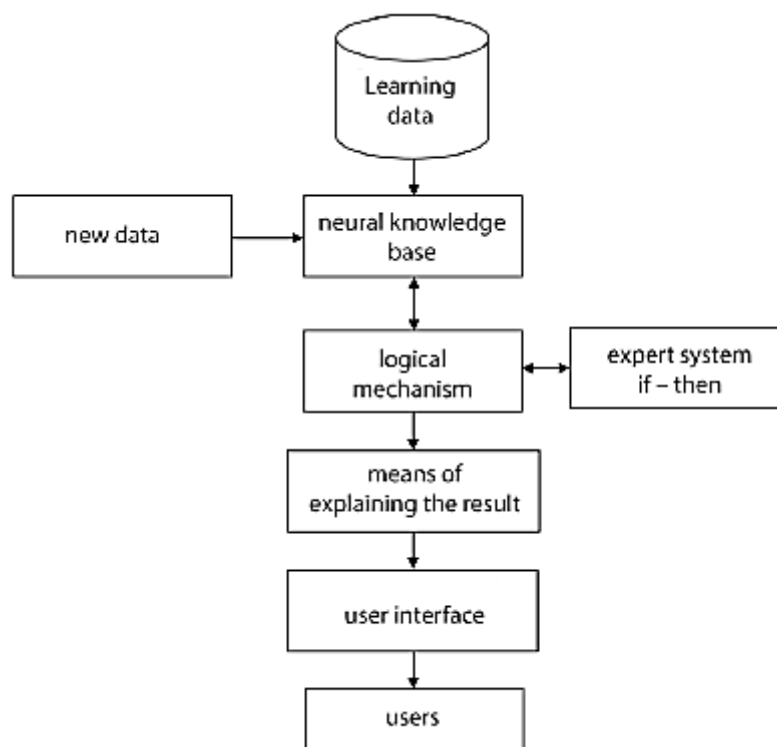 Learning
data
new data
neural knowledge
base
logical
mechanism
expert system
if – then
means of
explaining the result
user interface
users